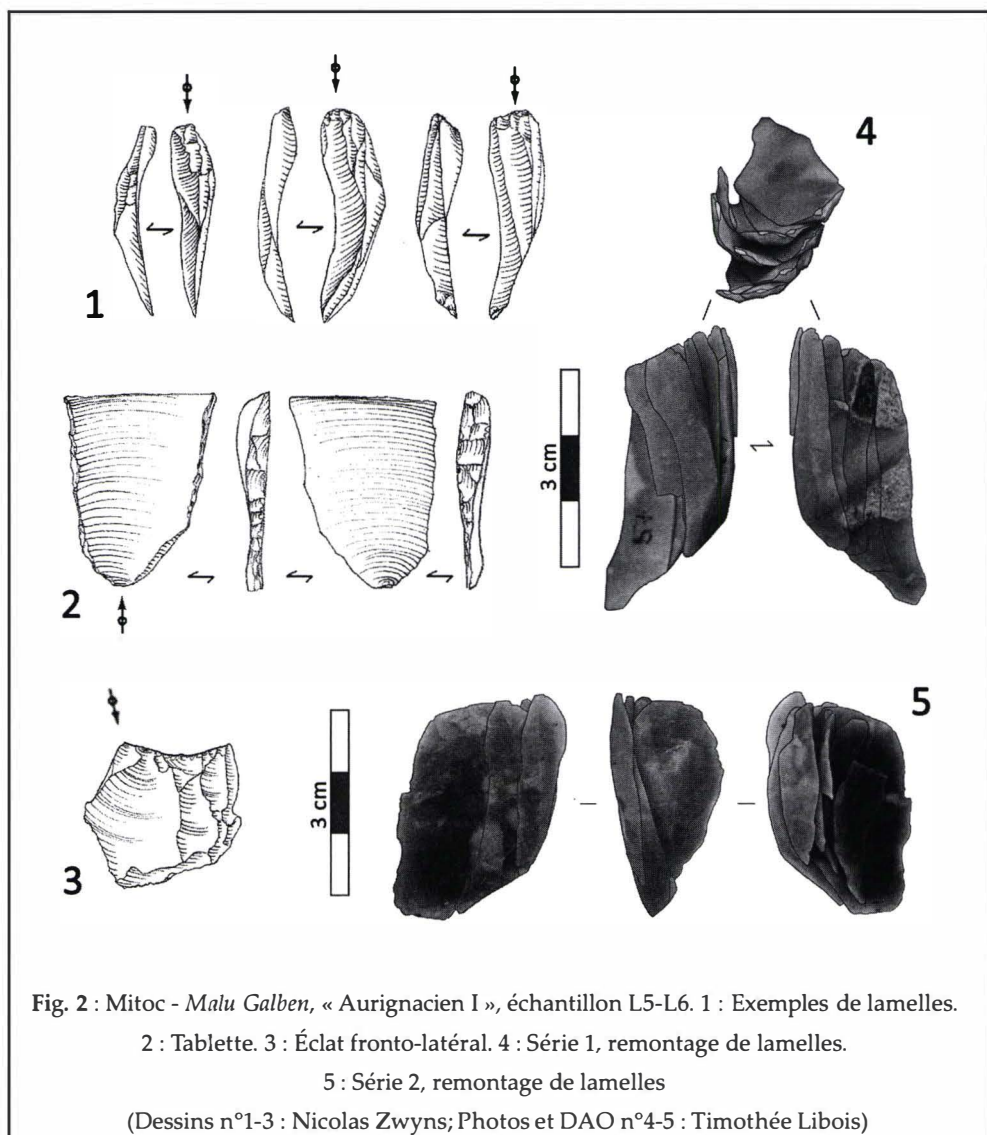 1
4
3 cm
57
2
3
3 cm
5
Fig. 2 : Mitoc - Malu Galben, « Aurignacien I », échantillon L5-L6. 1 : Exemples de lamelles.
2 : Tablette. 3 : Éclat fronto-latéral. 4 : Série 1, remontage de lamelles.
5 : Série 2, remontage de lamelles
(Dessins n°1-3 : Nicolas Zwyns; Photos et DAO n°4-5 : Timothée Libois)